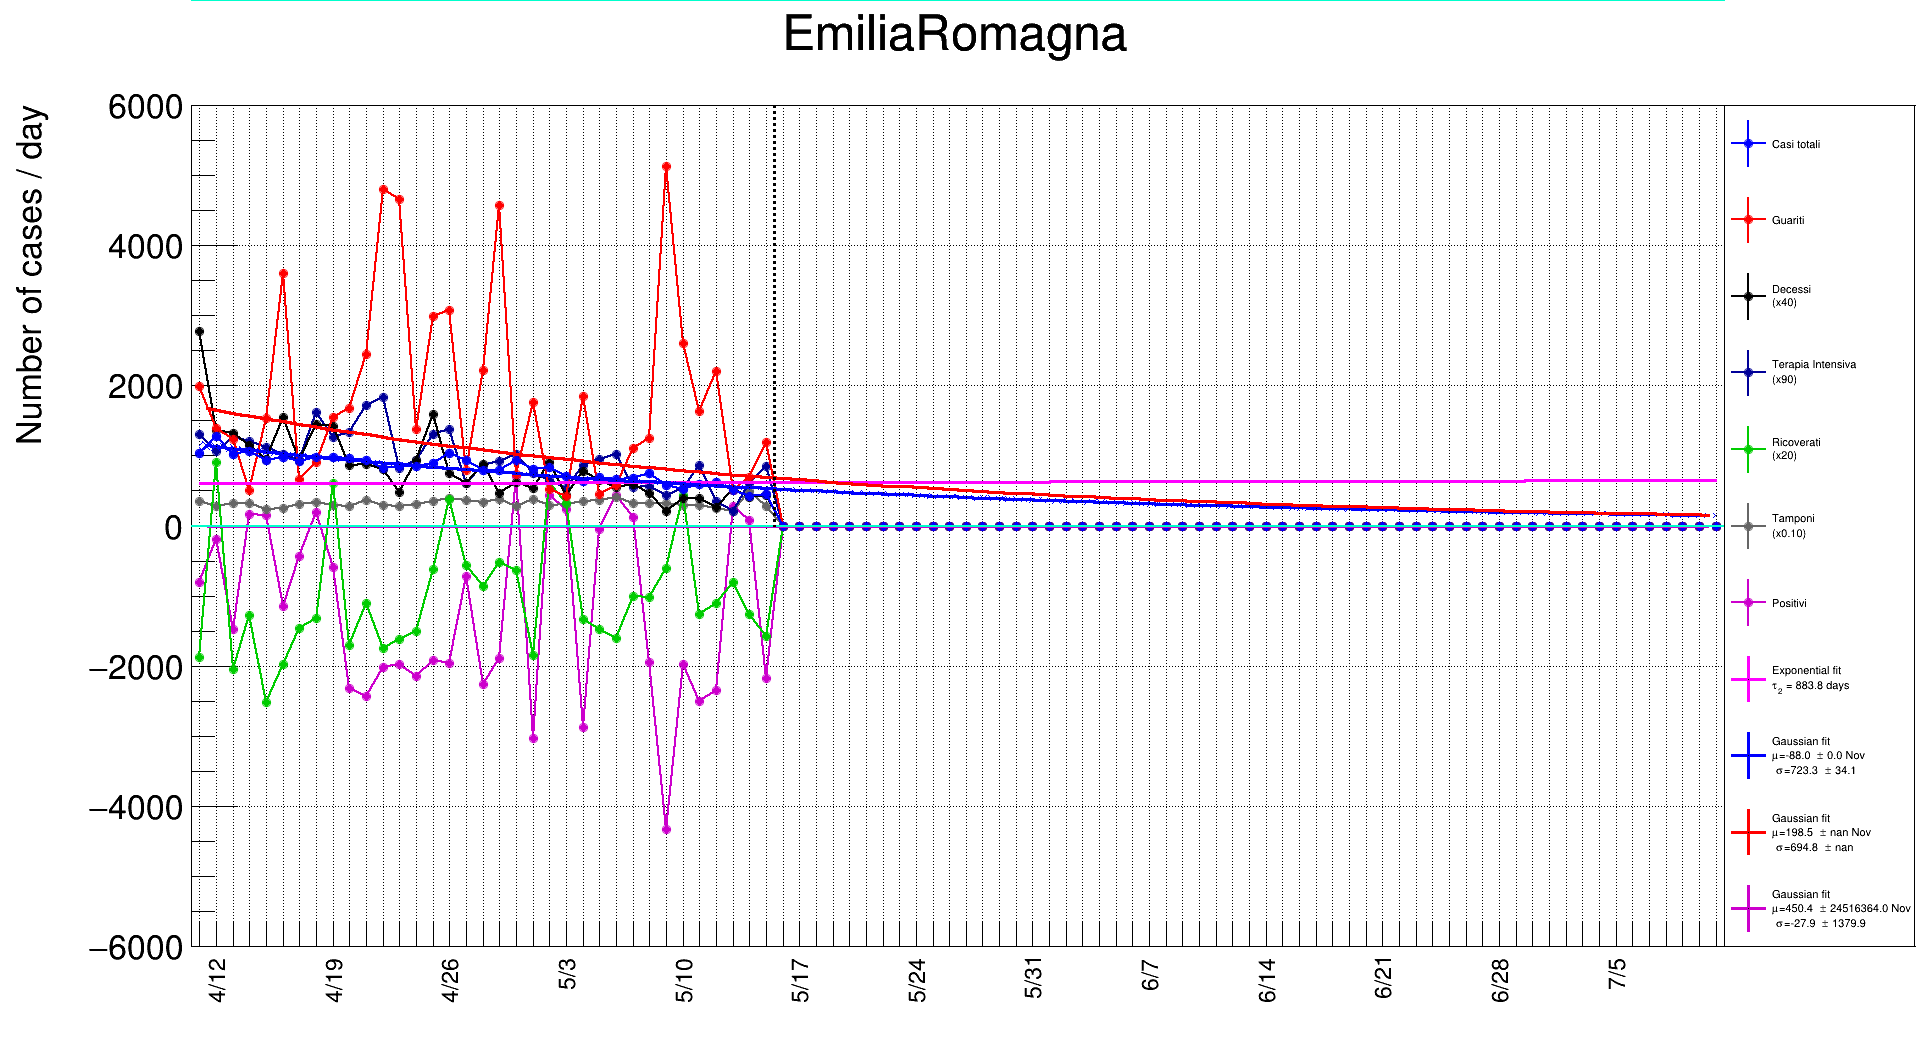 EmiliaRomagna
Number of cases / day
6000
4000
2000
0
−2000
−4000
−6000
4/12
4/19
4/26
5/3
5/10
5/17
5/24
5/31
6/7
6/14
6/21
6/28
7/5
Casi totali
Guariti
Decessi
(x40)
Terapia Intensiva
(x90)
Ricoverati
(x20)
Tamponi
(x0.10)
Positivi
Exponential fit
τ2 = 883.8 days
Gaussian fit
μ=-88.0 ± 0.0 Nov
σ=723.3 ± 34.1
Gaussian fit
μ=198.5 ± nan Nov
σ=694.8 ± nan
Gaussian fit
μ=450.4 ± 24516364.0 Nov
σ=-27.9 ± 1379.9